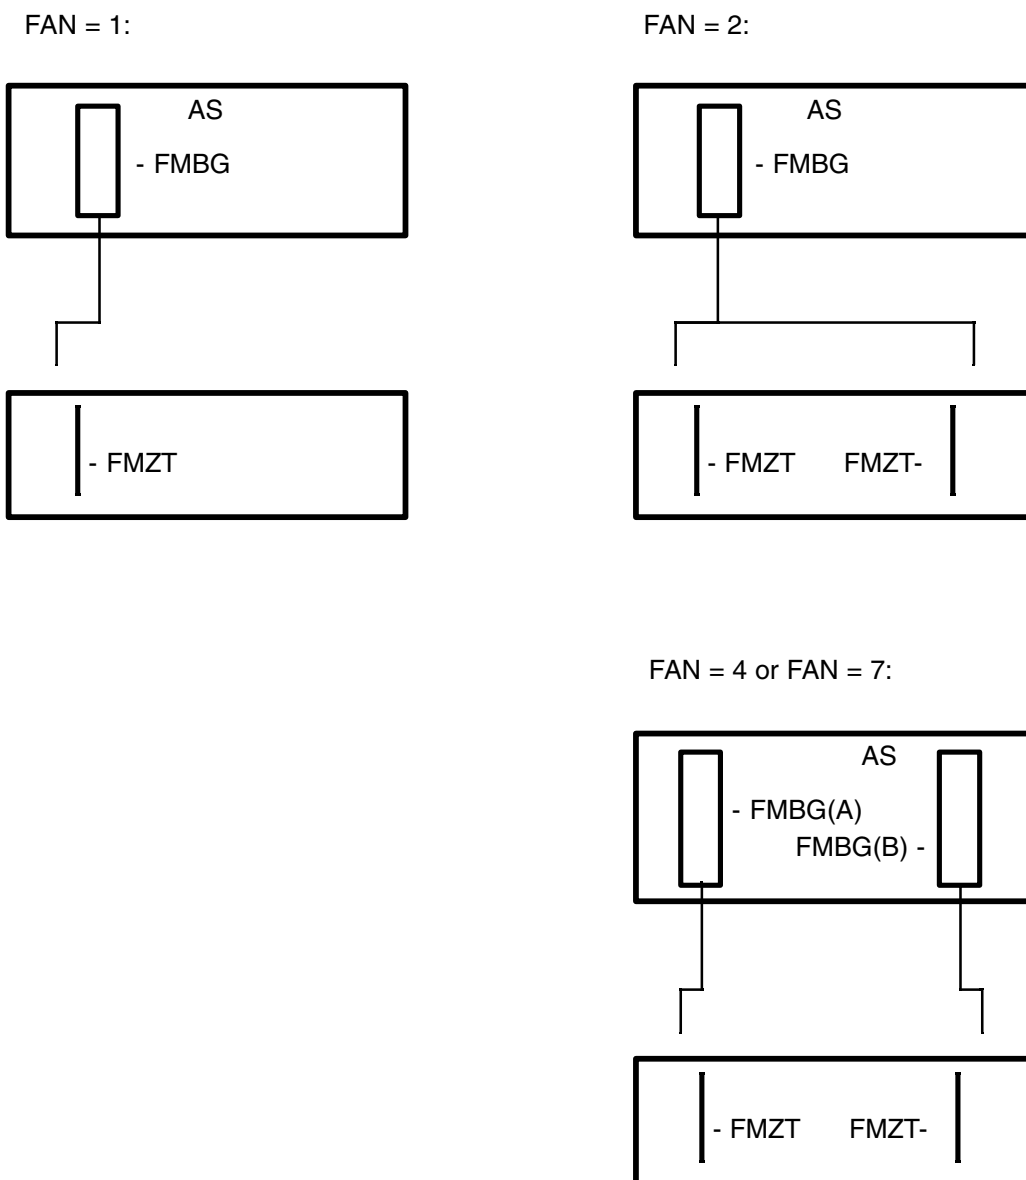 FAN = 1:
AS
- FMBG
- FMZT
FAN = 2:
AS
- FMBG
- FMZT FMZT-
FAN = 4 or FAN = 7:
AS
- FMBG(A)
FMBG(B) -
- FMZT FMZT-